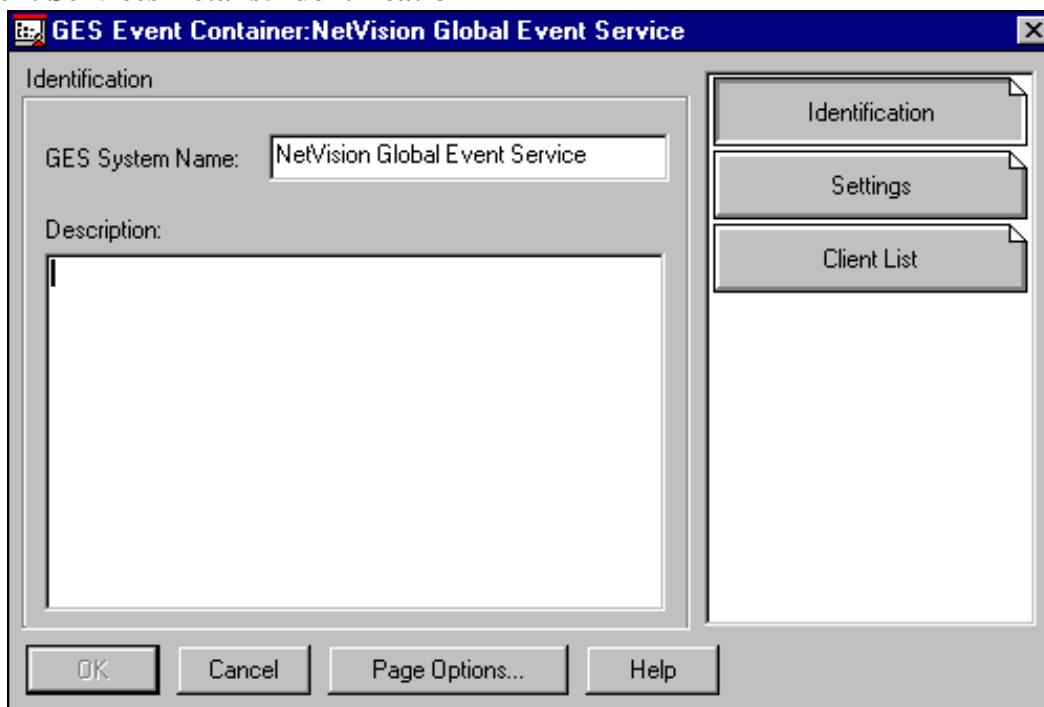 GES Event Container:NetVision Global Event Service
Identification
GES System Name: NetVision Global Event Service
Description:
Identification
Settings
Client List
OK Cancel Page Options... Help